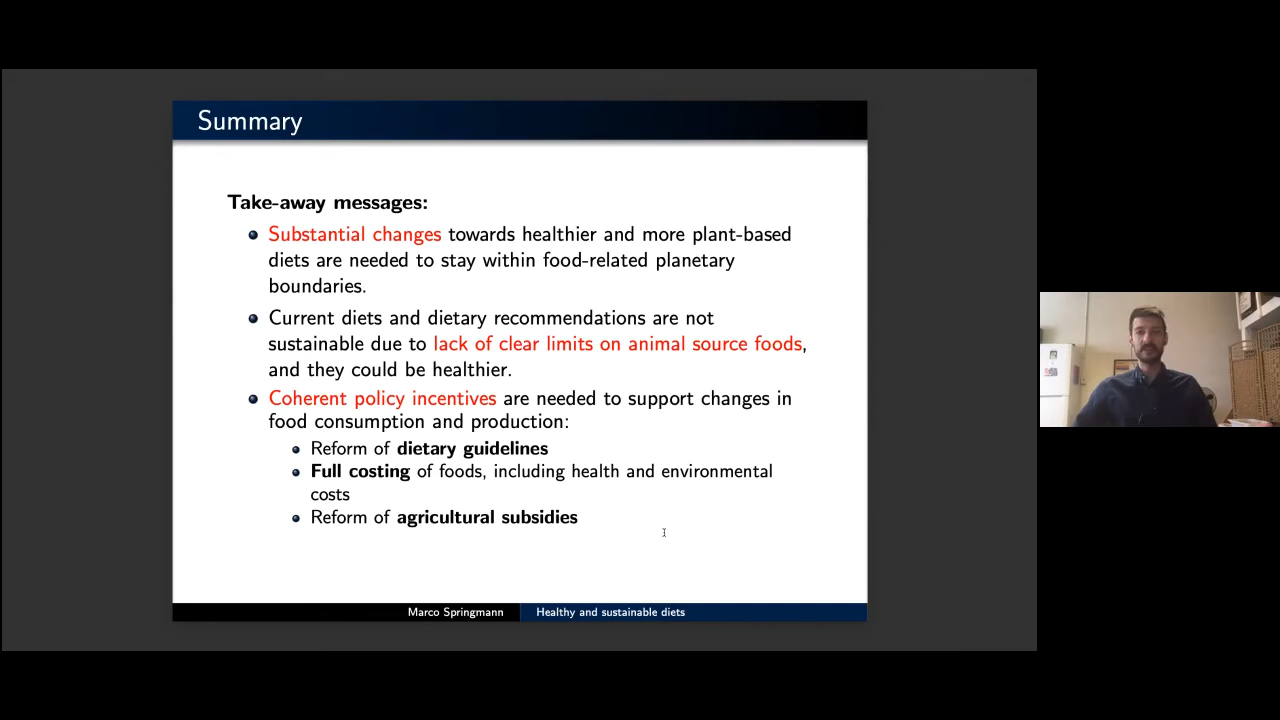 Summary
Take-away messages:
Substantial changes towards healthier and more plant-based
diets are needed to stay within food-related planetary
boundaries.
Current diets and dietary recommendations are not
sustainable due to lack of clear limits on animal source foods,
and they could be healthier.
Coherent policy incentives are needed to support changes in
food consumption and production:
Reform of dietary guidelines
Full costing of foods, including health and environmental
costs
Reform of agricultural subsidies
Marco Springmann
Healthy and sustainable diets